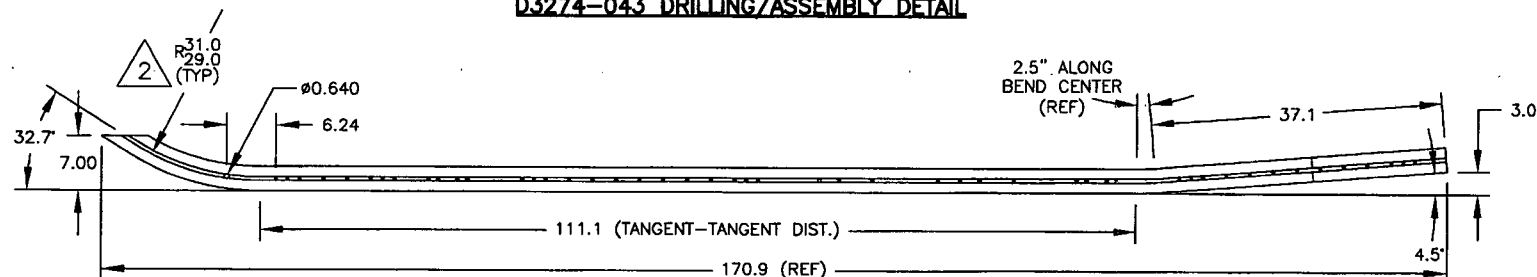 D3274-043 DRILLING/ASSEMBLY DETAIL
2
R31.0
29.0
(TYP)
Ø0.640
6.24
32.7°
7.00
2.5" ALONG
BEND CENTER
(REF)
37.1
3.0
111.1 (TANGENT-TANGENT DIST.)
4.5°
170.9 (REF)